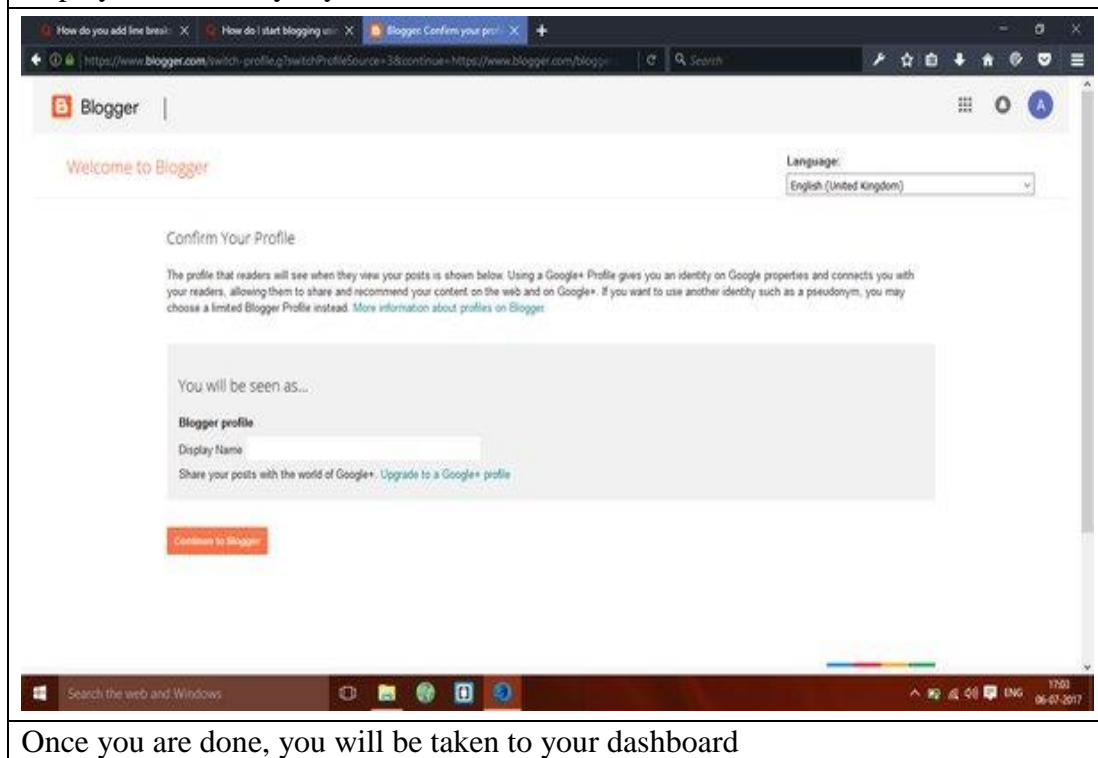 How do you add line break
How do I start blogging usi
Blogger: Confirm your prof
https://www.blogger.com/switch-profile.g?switchProfileSource=3&continue=https://www.blogger.com/blogge
Search
Blogger
A
Welcome to Blogger
Language:
English (United Kingdom)
Confirm Your Profile
The profile that readers will see when they view your posts is shown below. Using a Google+ Profile gives you an identity on Google properties and connects you with
your readers, allowing them to share and recommend your content on the web and on Google+. If you want to use another identity such as a pseudonym, you may
choose a limited Blogger Profile instead. More information about profiles on Blogger
You will be seen as...
Blogger profile
Display Name
Share your posts with the world of Google+. Upgrade to a Google+ profile
Continue to Blogger
Search the web and Windows
ENG
17:03
06-07-2017
Once you are done, you will be taken to your dashboard